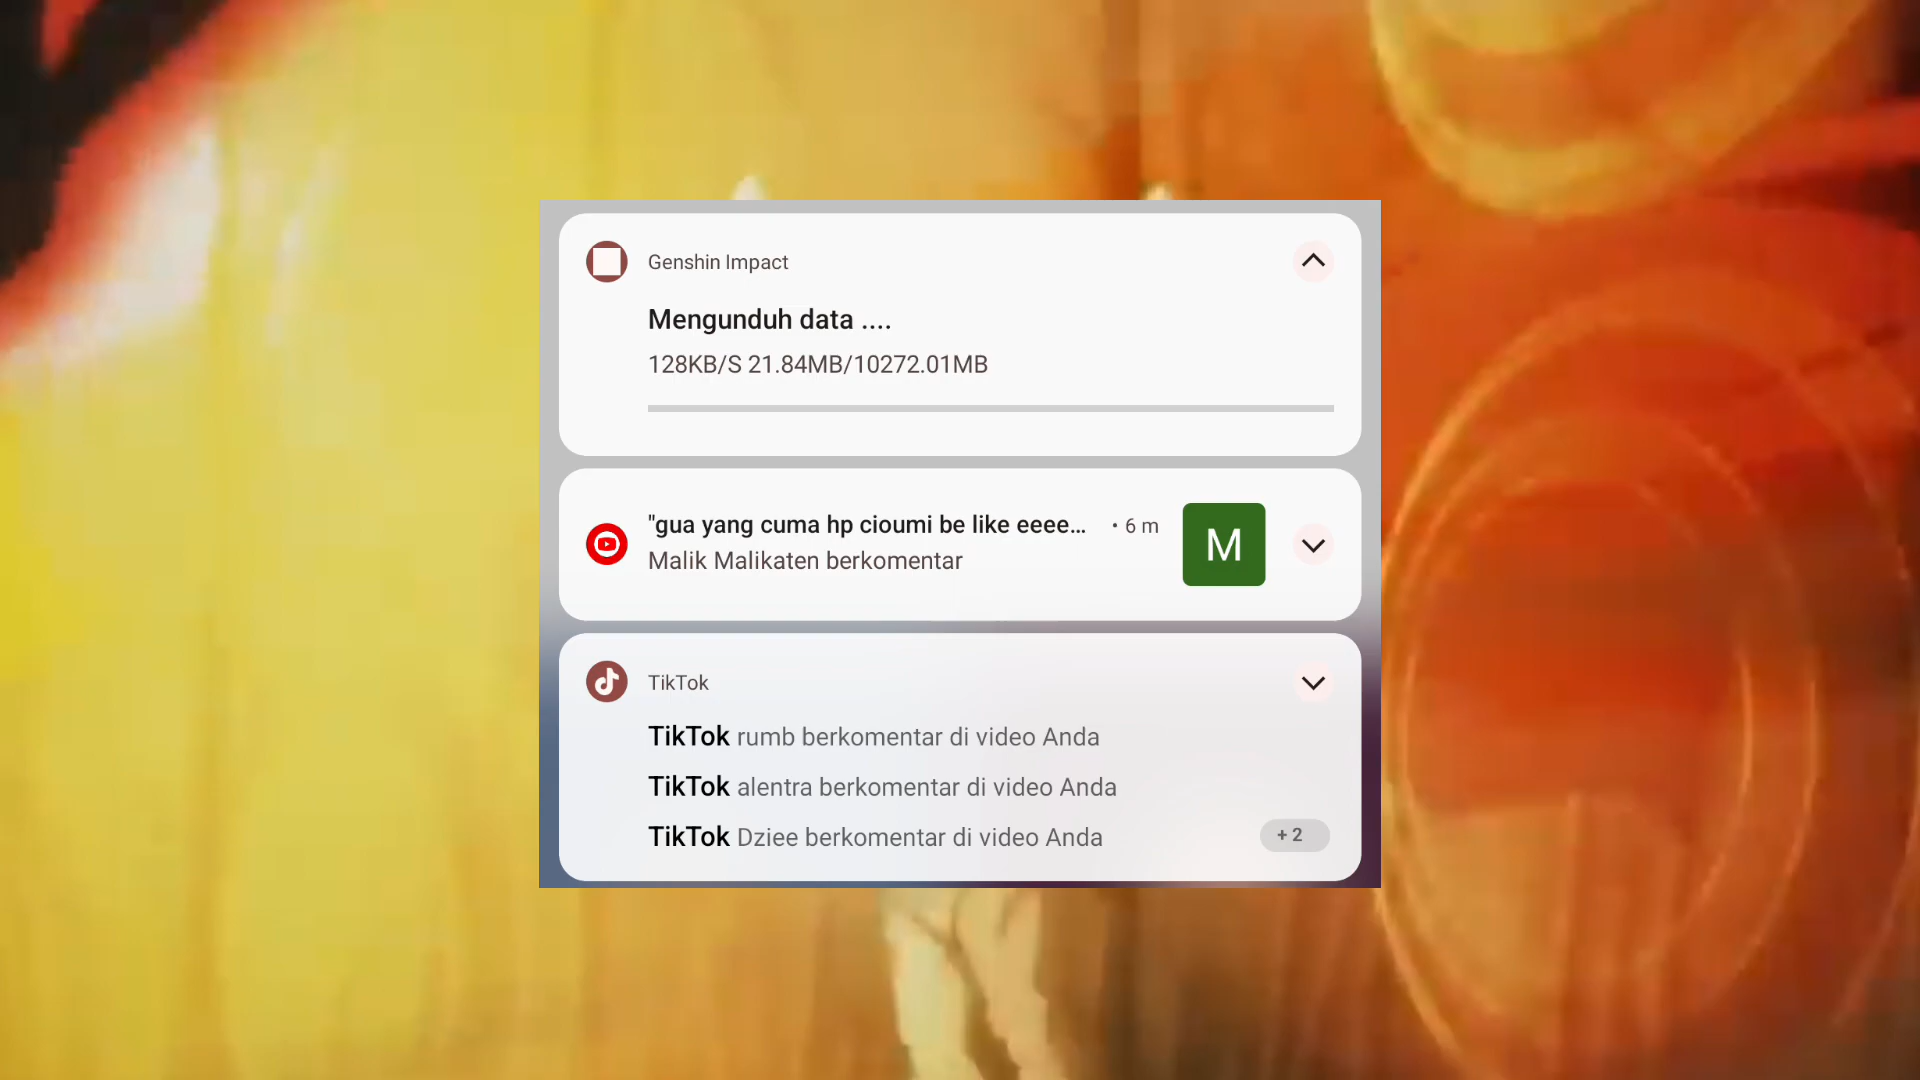 Genshin Impact
Mengunduh data ....
128KB/S 21.84MB/10272.01MB
"gua yang cuma hp cioumi be like eeee... • 6 m
Malik Malikaten berkomentar
M
TikTok
TikTok rumb berkomentar di video Anda
TikTok alentra berkomentar di video Anda
TikTok Dziee berkomentar di video Anda
+ 2